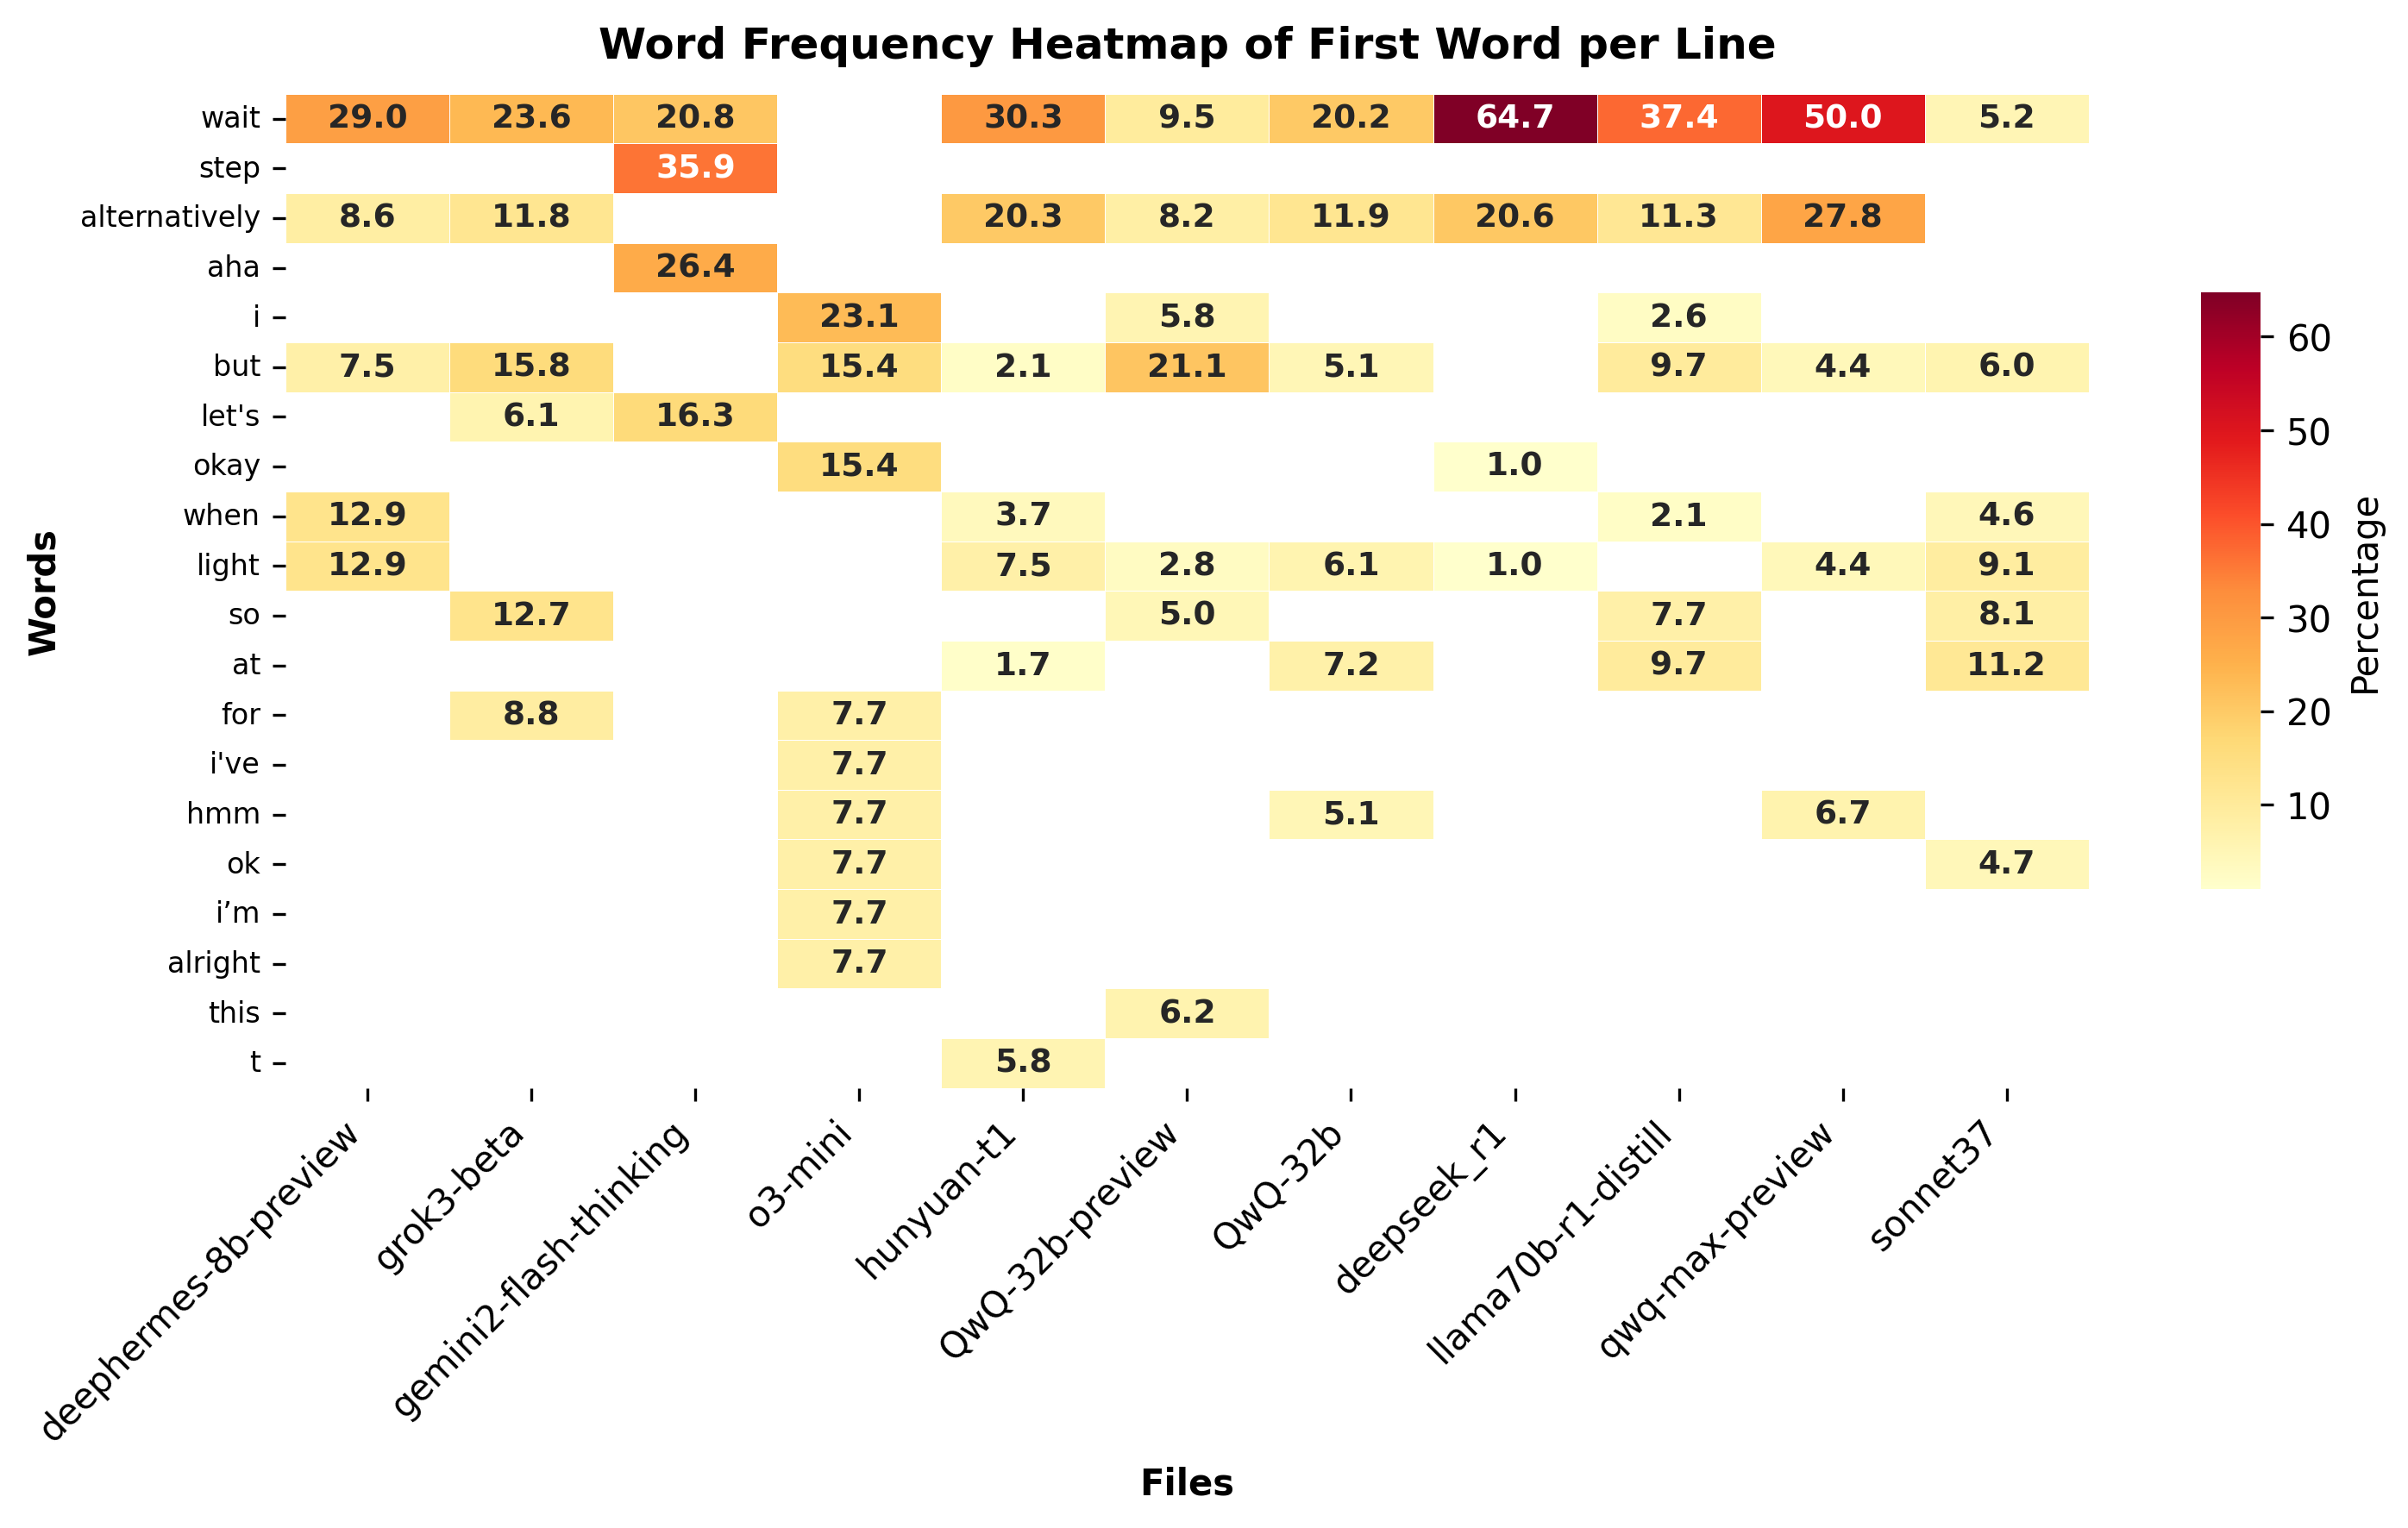 Word Frequency Heatmap of First Word per Line
wait 29.0 23.6 20.8 30.3 9.5 20.2 64.7 37.4 50.0 5.2
step 35.9
alternatively 8.6 11.8 20.3 8.2 11.9 20.6 11.3 27.8
aha 26.4
i 23.1 5.8 2.6
but 7.5 15.8 15.4 2.1 21.1 5.1 9.7 4.4 6.0
let's 6.1 16.3
okay 15.4 1.0
when 12.9 3.7 2.1 4.6
light 12.9 7.5 2.8 6.1 1.0 4.4 9.1
so 12.7 5.0 7.7 8.1
at 1.7 7.2 9.7 11.2
for 8.8 7.7
i've 7.7
hmm 7.7 5.1 6.7
ok 7.7 4.7
i’m 7.7
alright 7.7
this 6.2
t 5.8
Words
deephermes-8b-preview
grok3-beta
gemini2-flash-thinking
o3-mini
hunyuan-t1
QwQ-32b-preview
QwQ-32b
deepseek_r1
llama70b-r1-distill
qwq-max-preview
sonnet37
Files
60
50
40
30
20
10
Percentage